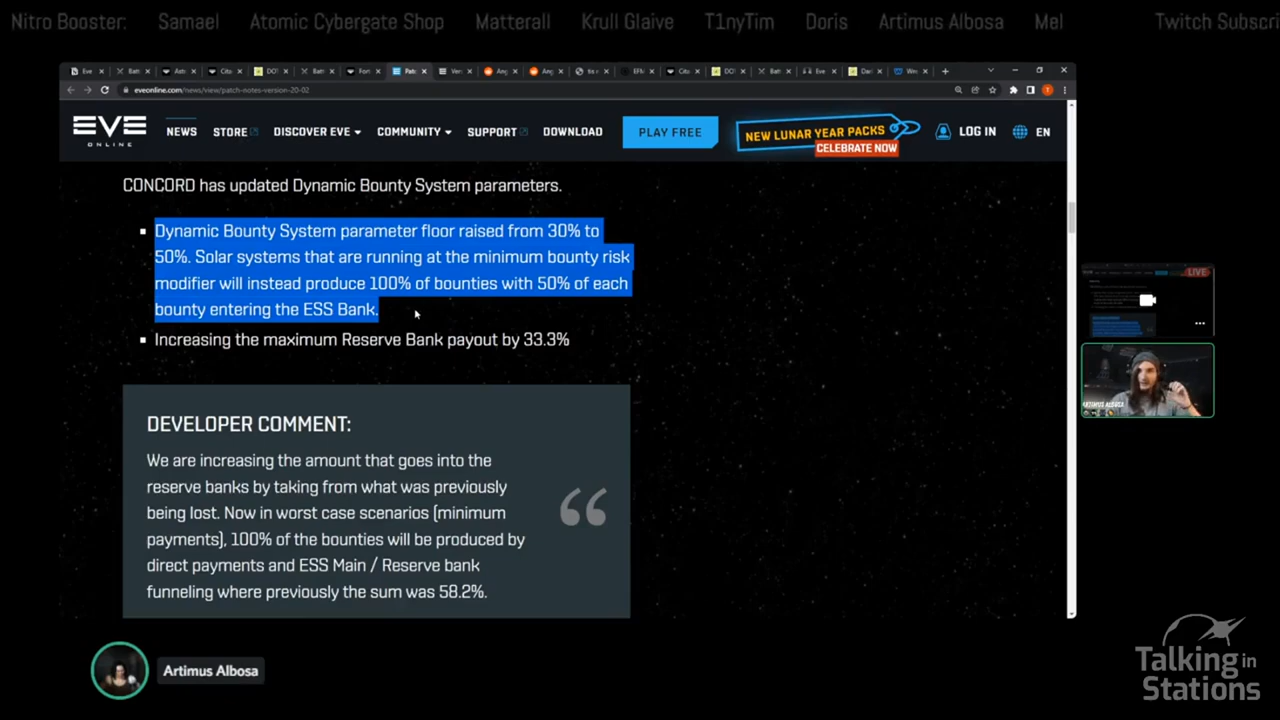 Nitro Booster: Samael Atomic Cybergate Shop Matterall Krull Glaive T1nyTim Doris Artimus Albosa Mel Twitch Subscri
eveonline.com/news/view/patch-notes-version-20-02
EVE
ONLINE
NEWS STORE DISCOVER EVE COMMUNITY SUPPORT DOWNLOAD PLAY FREE NEW LUNAR YEAR PACKS CELEBRATE NOW LOG IN EN
CONCORD has updated Dynamic Bounty System parameters.
Dynamic Bounty System parameter floor raised from 30% to
50%. Solar systems that are running at the minimum bounty risk
modifier will instead produce 100% of bounties with 50% of each
bounty entering the ESS Bank.
Increasing the maximum Reserve Bank payout by 33.3%
DEVELOPER COMMENT:
We are increasing the amount that goes into the
reserve banks by taking from what was previously
being lost. Now in worst case scenarios (minimum
payments), 100% of the bounties will be produced by
direct payments and ESS Main / Reserve bank
funneling where previously the sum was 58.2%.
LIVE
ARTIMUS ALBOSA
Artimus Albosa
Talking in
Stations